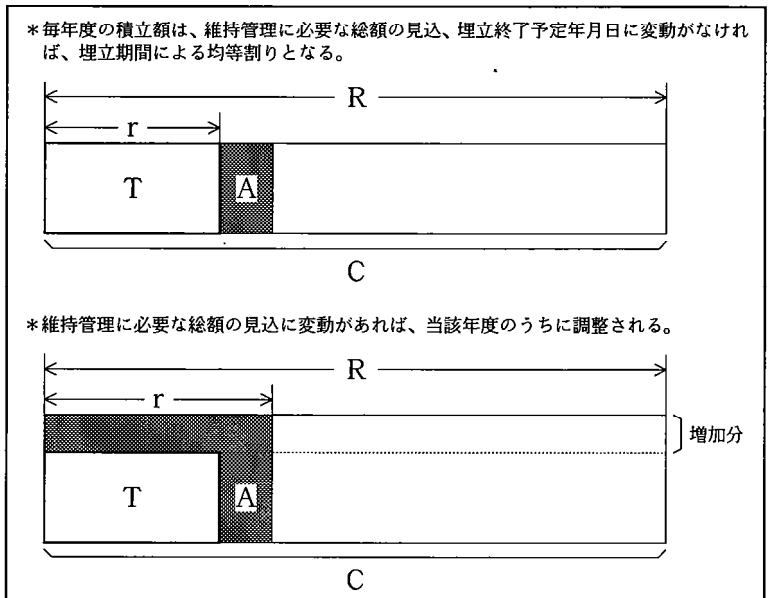 ＊毎年度の積立額は、維持管理に必要な総額の見込、埋立終了予定年月日に変動がなけれ
ば、埋立期間による均等割りとなる。
R
r
T
A
C
＊維持管理に必要な総額の見込に変動があれば、当該年度のうちに調整される。
R
r
増加分
T
A
C